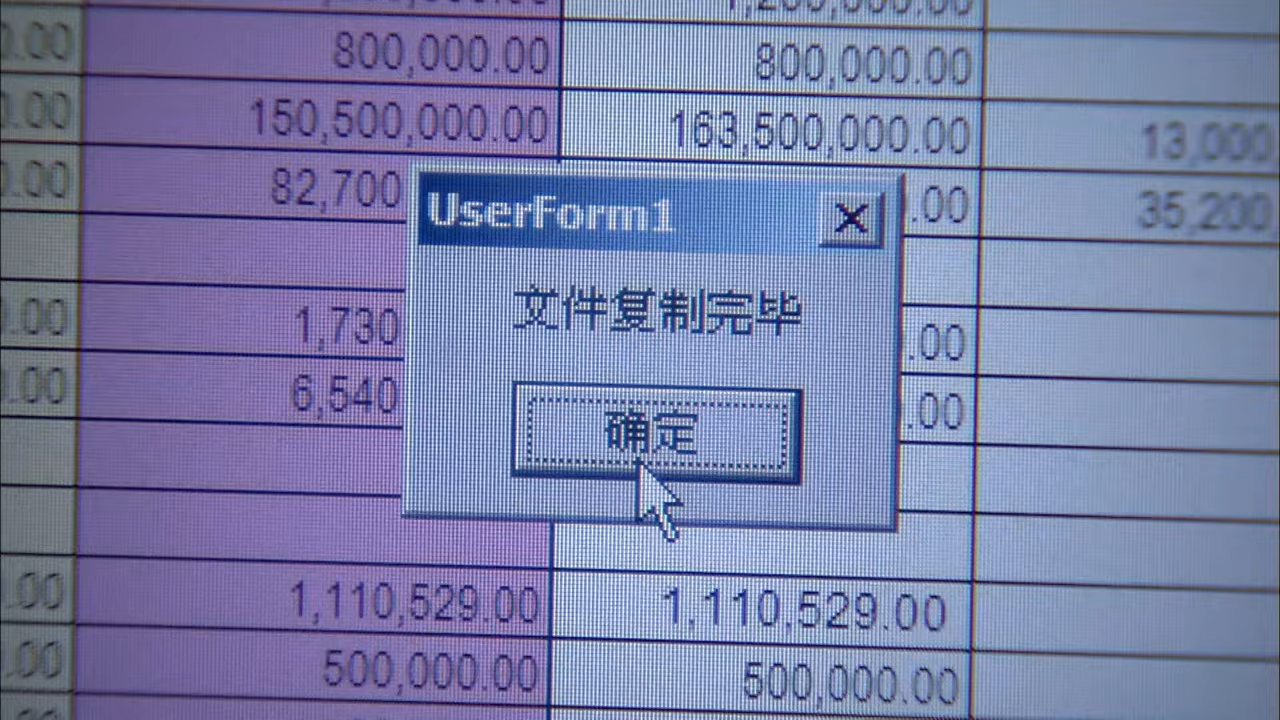 800,000.00 800,000.00
150,500,000.00 163,500,000.00 13,000
82,700 .00 35,200
UserForm1
文件复制完毕
1,730 .00
6,540 .00
确定
1,110,529.00 1,110,529.00
500,000.00 500,000.00